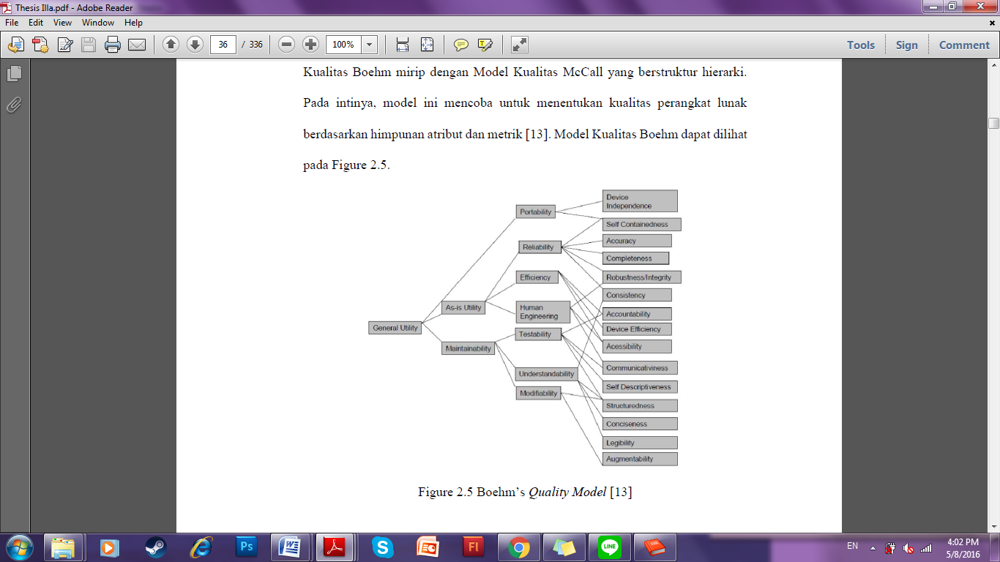 Thesis Illa.pdf - Adobe Reader
File Edit View Window Help
36 / 336 100% Tools Sign Comment
Kualitas Boehm mirip dengan Model Kualitas McCall yang berstruktur hierarki.
Pada intinya, model ini mencoba untuk menentukan kualitas perangkat lunak
berdasarkan himpunan atribut dan metrik [13]. Model Kualitas Boehm dapat dilihat
pada Figure 2.5.
General Utility
As-is Utility
Maintainability
Portability
Reliability
Efficiency
Human
Engineering
Testability
Understandability
Modifiability
Device
Independence
Self Containedness
Accuracy
Completeness
Robustness/Integrity
Consistency
Accountability
Device Efficiency
Acessibility
Communicativiness
Self Descriptiveness
Structuredness
Conciseness
Legibility
Augmentability
Figure 2.5 Boehm's Quality Model [13]
Ps
W
S
P
Fl
LINE
EN
4:02 PM
5/8/2016